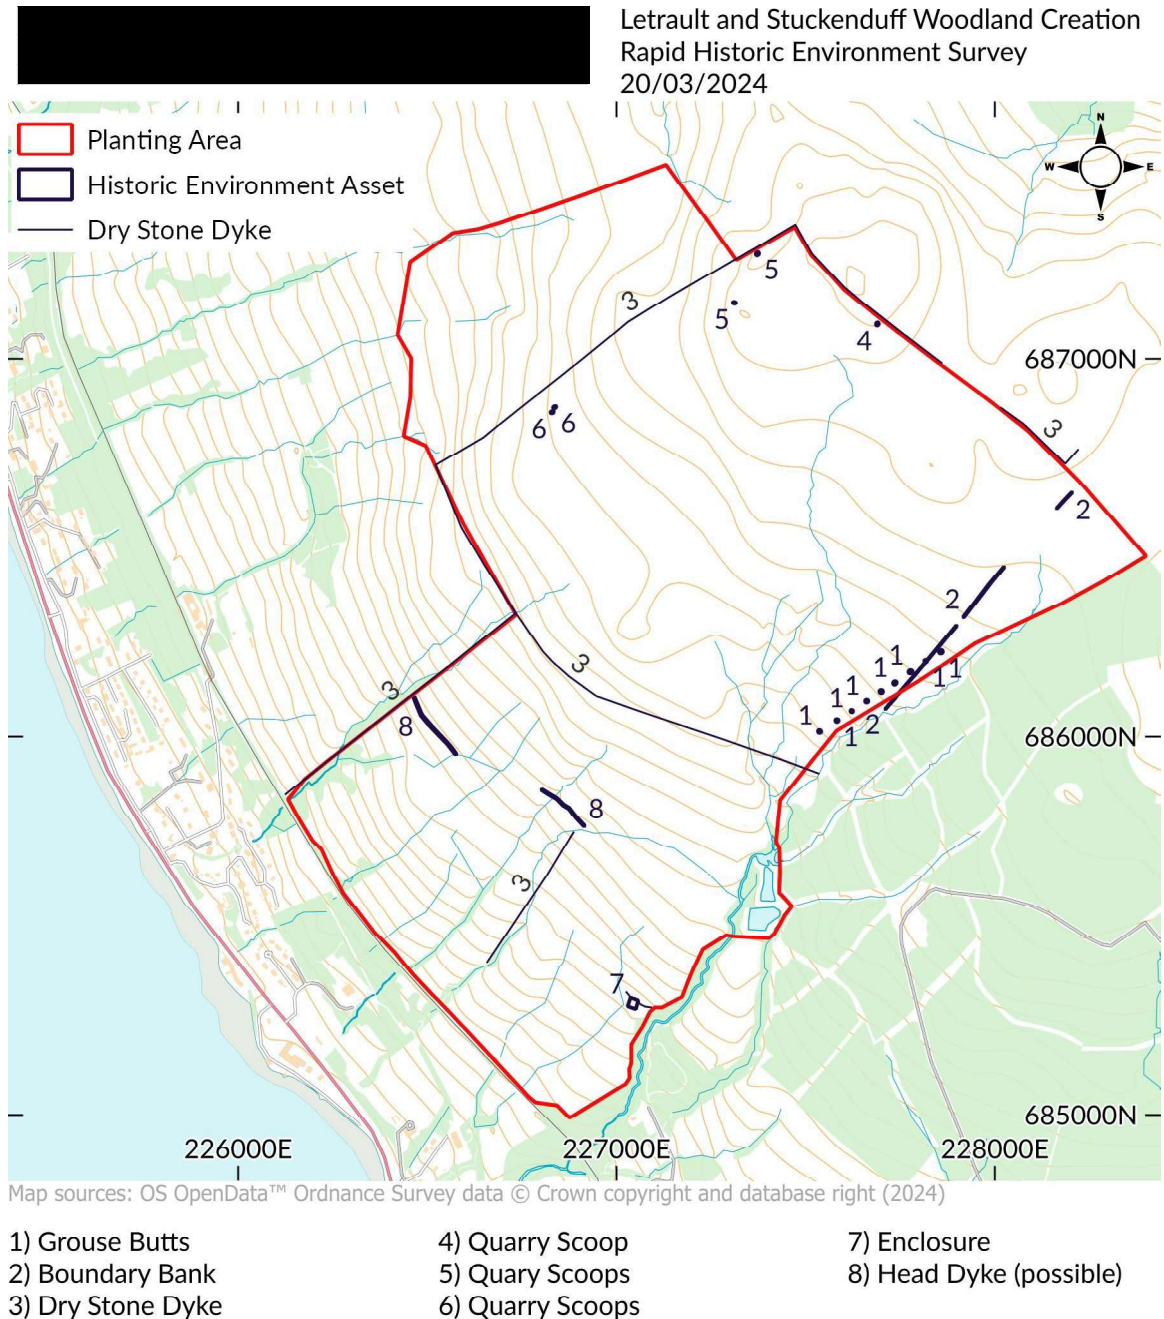 Letrault and Stuckenduff Woodland Creation
Rapid Historic Environment Survey
20/03/2024
Planting Area
Historic Environment Asset
Dry Stone Dyke
N
W E
S
5
3
5
4
687000N
6 6
3
2
2
3
1 1
1 1
3
1
1
8
1
1 2
686000N
8
3
7
685000N
226000E
227000E
228000E
Map sources: OS OpenData™ Ordnance Survey data © Crown copyright and database right (2024)
1) Grouse Butts
2) Boundary Bank
3) Dry Stone Dyke
4) Quarry Scoop
5) Quary Scoops
6) Quarry Scoops
7) Enclosure
8) Head Dyke (possible)